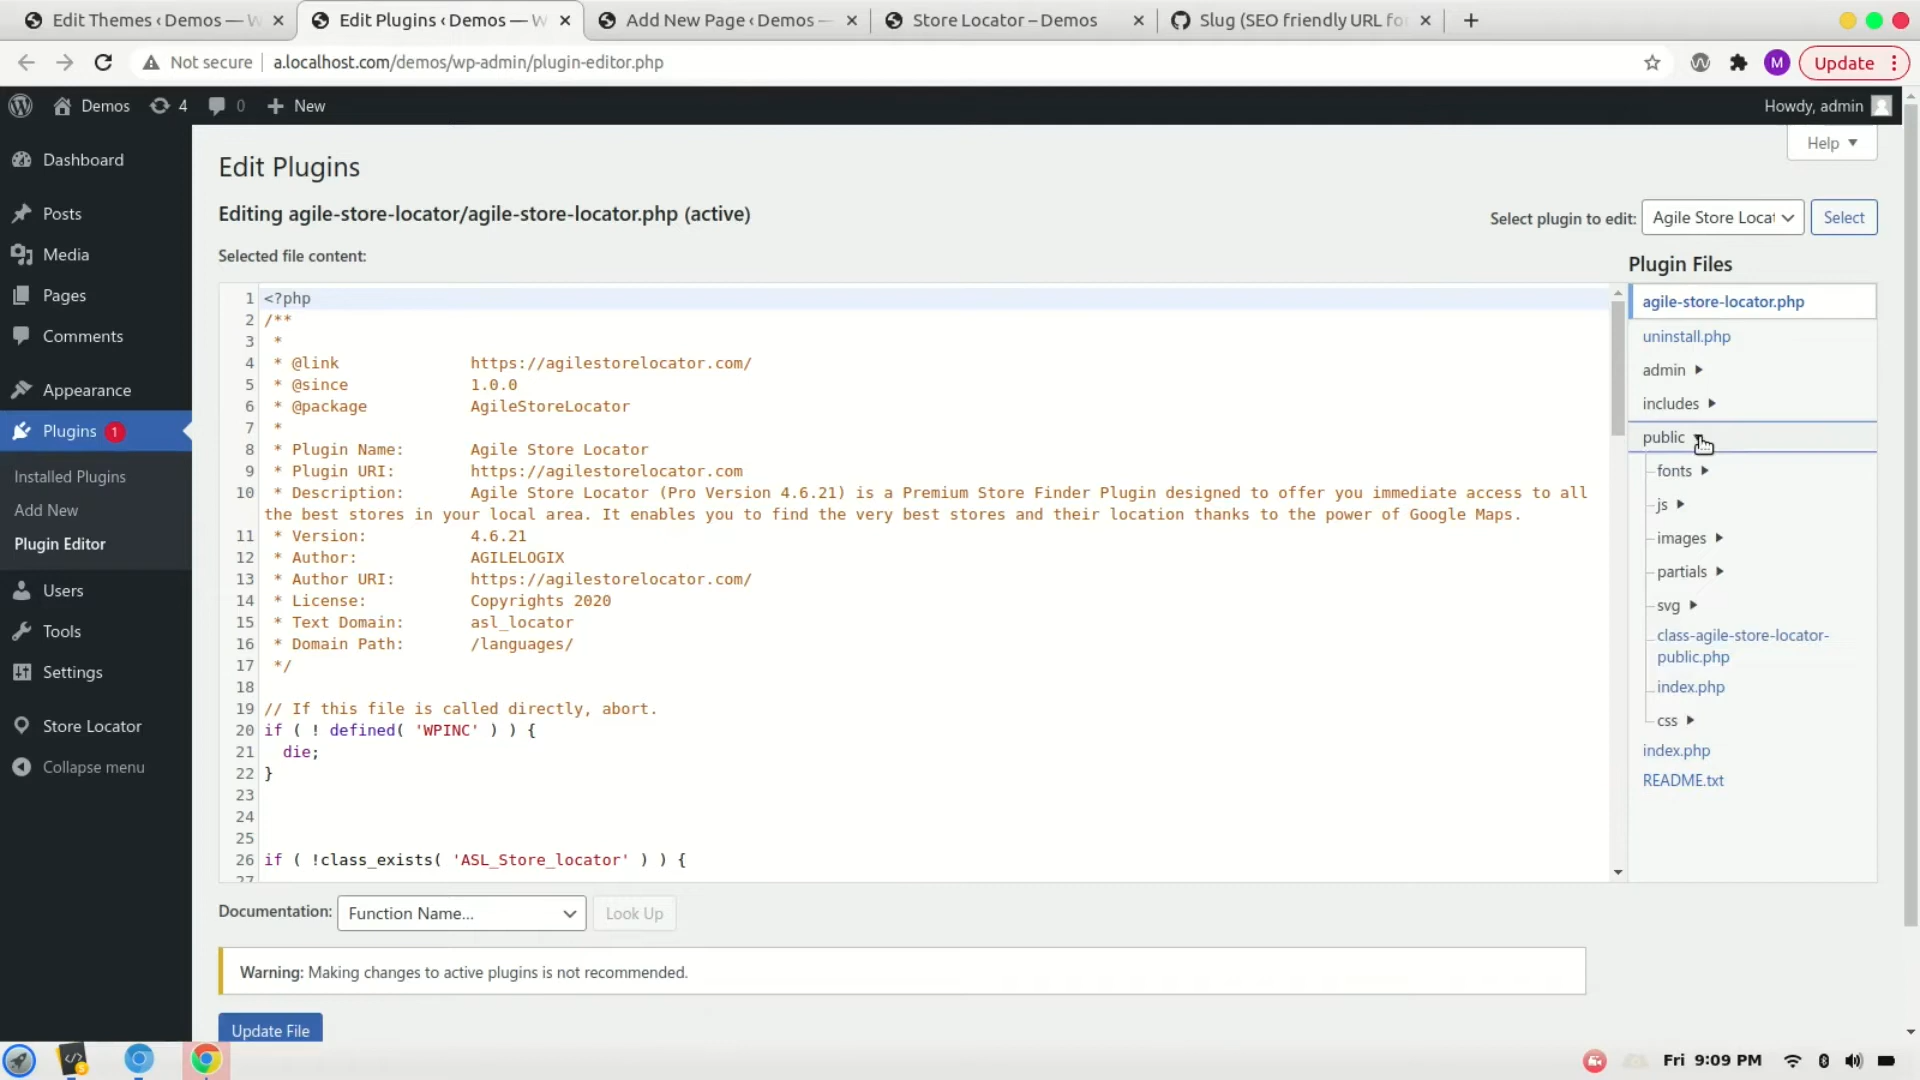 Edit Themes ‹ Demos — W
Edit Plugins ‹ Demos — W
Add New Page ‹ Demos —
Store Locator – Demos
Slug (SEO friendly URL fo
Not secure
a.localhost.com/demos/wp-admin/plugin-editor.php
M
Update
Demos
4
0
New
Howdy, admin
Help
Dashboard
Posts
Media
Pages
Comments
Appearance
Plugins 1
Installed Plugins
Add New
Plugin Editor
Users
Tools
Settings
Store Locator
Collapse menu
Edit Plugins
Editing agile-store-locator/agile-store-locator.php (active)
Select plugin to edit:
Agile Store Locat
Select
Selected file content:
1 <?php
2 /**
3 *
4 * @link https://agilestorelocator.com/
5 * @since 1.0.0
6 * @package AgileStoreLocator
7 *
8 * Plugin Name: Agile Store Locator
9 * Plugin URI: https://agilestorelocator.com
10 * Description: Agile Store Locator (Pro Version 4.6.21) is a Premium Store Finder Plugin designed to offer you immediate access to all
the best stores in your local area. It enables you to find the very best stores and their location thanks to the power of Google Maps.
11 * Version: 4.6.21
12 * Author: AGILELOGIX
13 * Author URI: https://agilestorelocator.com/
14 * License: Copyrights 2020
15 * Text Domain: asl_locator
16 * Domain Path: /languages/
17 */
18
19 // If this file is called directly, abort.
20 if ( ! defined( 'WPINC' ) ) {
21 die;
22 }
23
24
25
26 if ( !class_exists( 'ASL_Store_locator' ) ) {
27
Plugin Files
agile-store-locator.php
uninstall.php
admin
includes
public
fonts
js
images
partials
svg
class-agile-store-locator-
public.php
index.php
css
index.php
README.txt
Documentation:
Function Name...
Look Up
Warning: Making changes to active plugins is not recommended.
Update File
Fri 9:09 PM